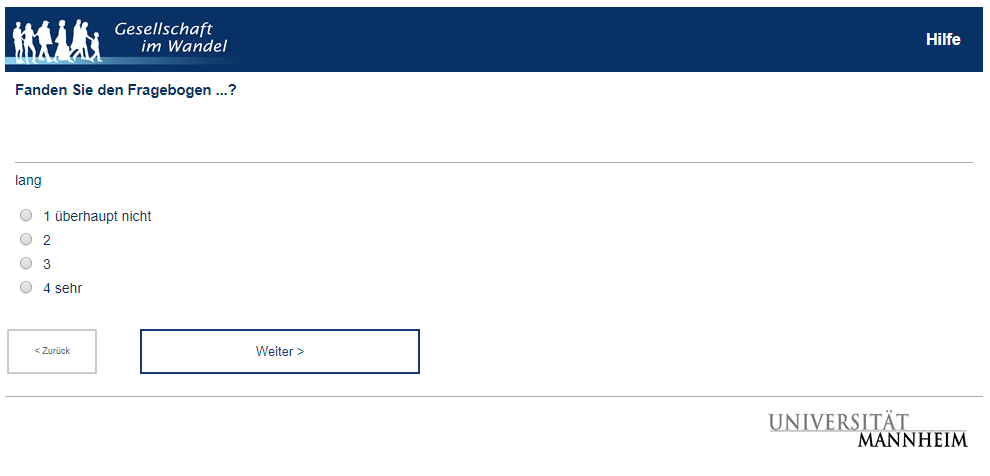 Gesellschaft
im Wandel
Hilfe
Fanden Sie den Fragebogen ...?
lang
1 überhaupt nicht
2
3
4 sehr
< Zurück
Weiter >
UNIVERSITÄT
MANNHEIM